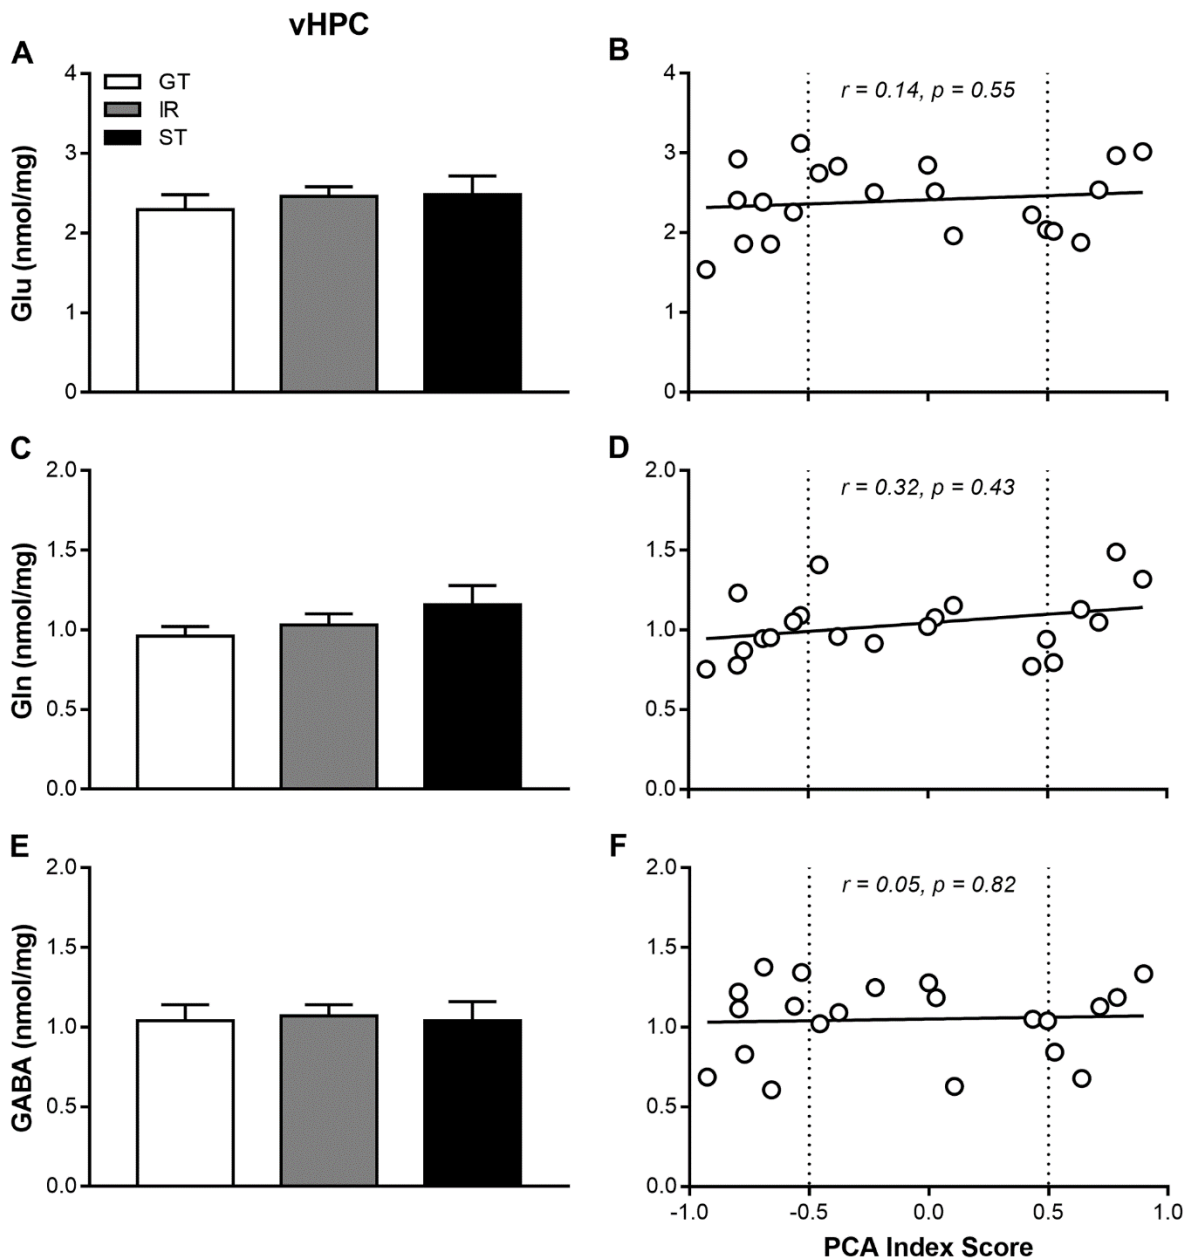 vHPC
A
4
3
2
1
0
Glu (nmol/mg)
GT
IR
ST
B
4
3
2
1
0
r = 0.14, p = 0.55
C
2.0
1.5
1.0
0.5
0.0
Gln (nmol/mg)
D
2.0
1.5
1.0
0.5
0.0
r = 0.32, p = 0.43
E
2.0
1.5
1.0
0.5
0.0
GABA (nmol/mg)
F
2.0
1.5
1.0
0.5
0.0
r = 0.05, p = 0.82
-1.0 -0.5 0.0 0.5 1.0
PCA Index Score